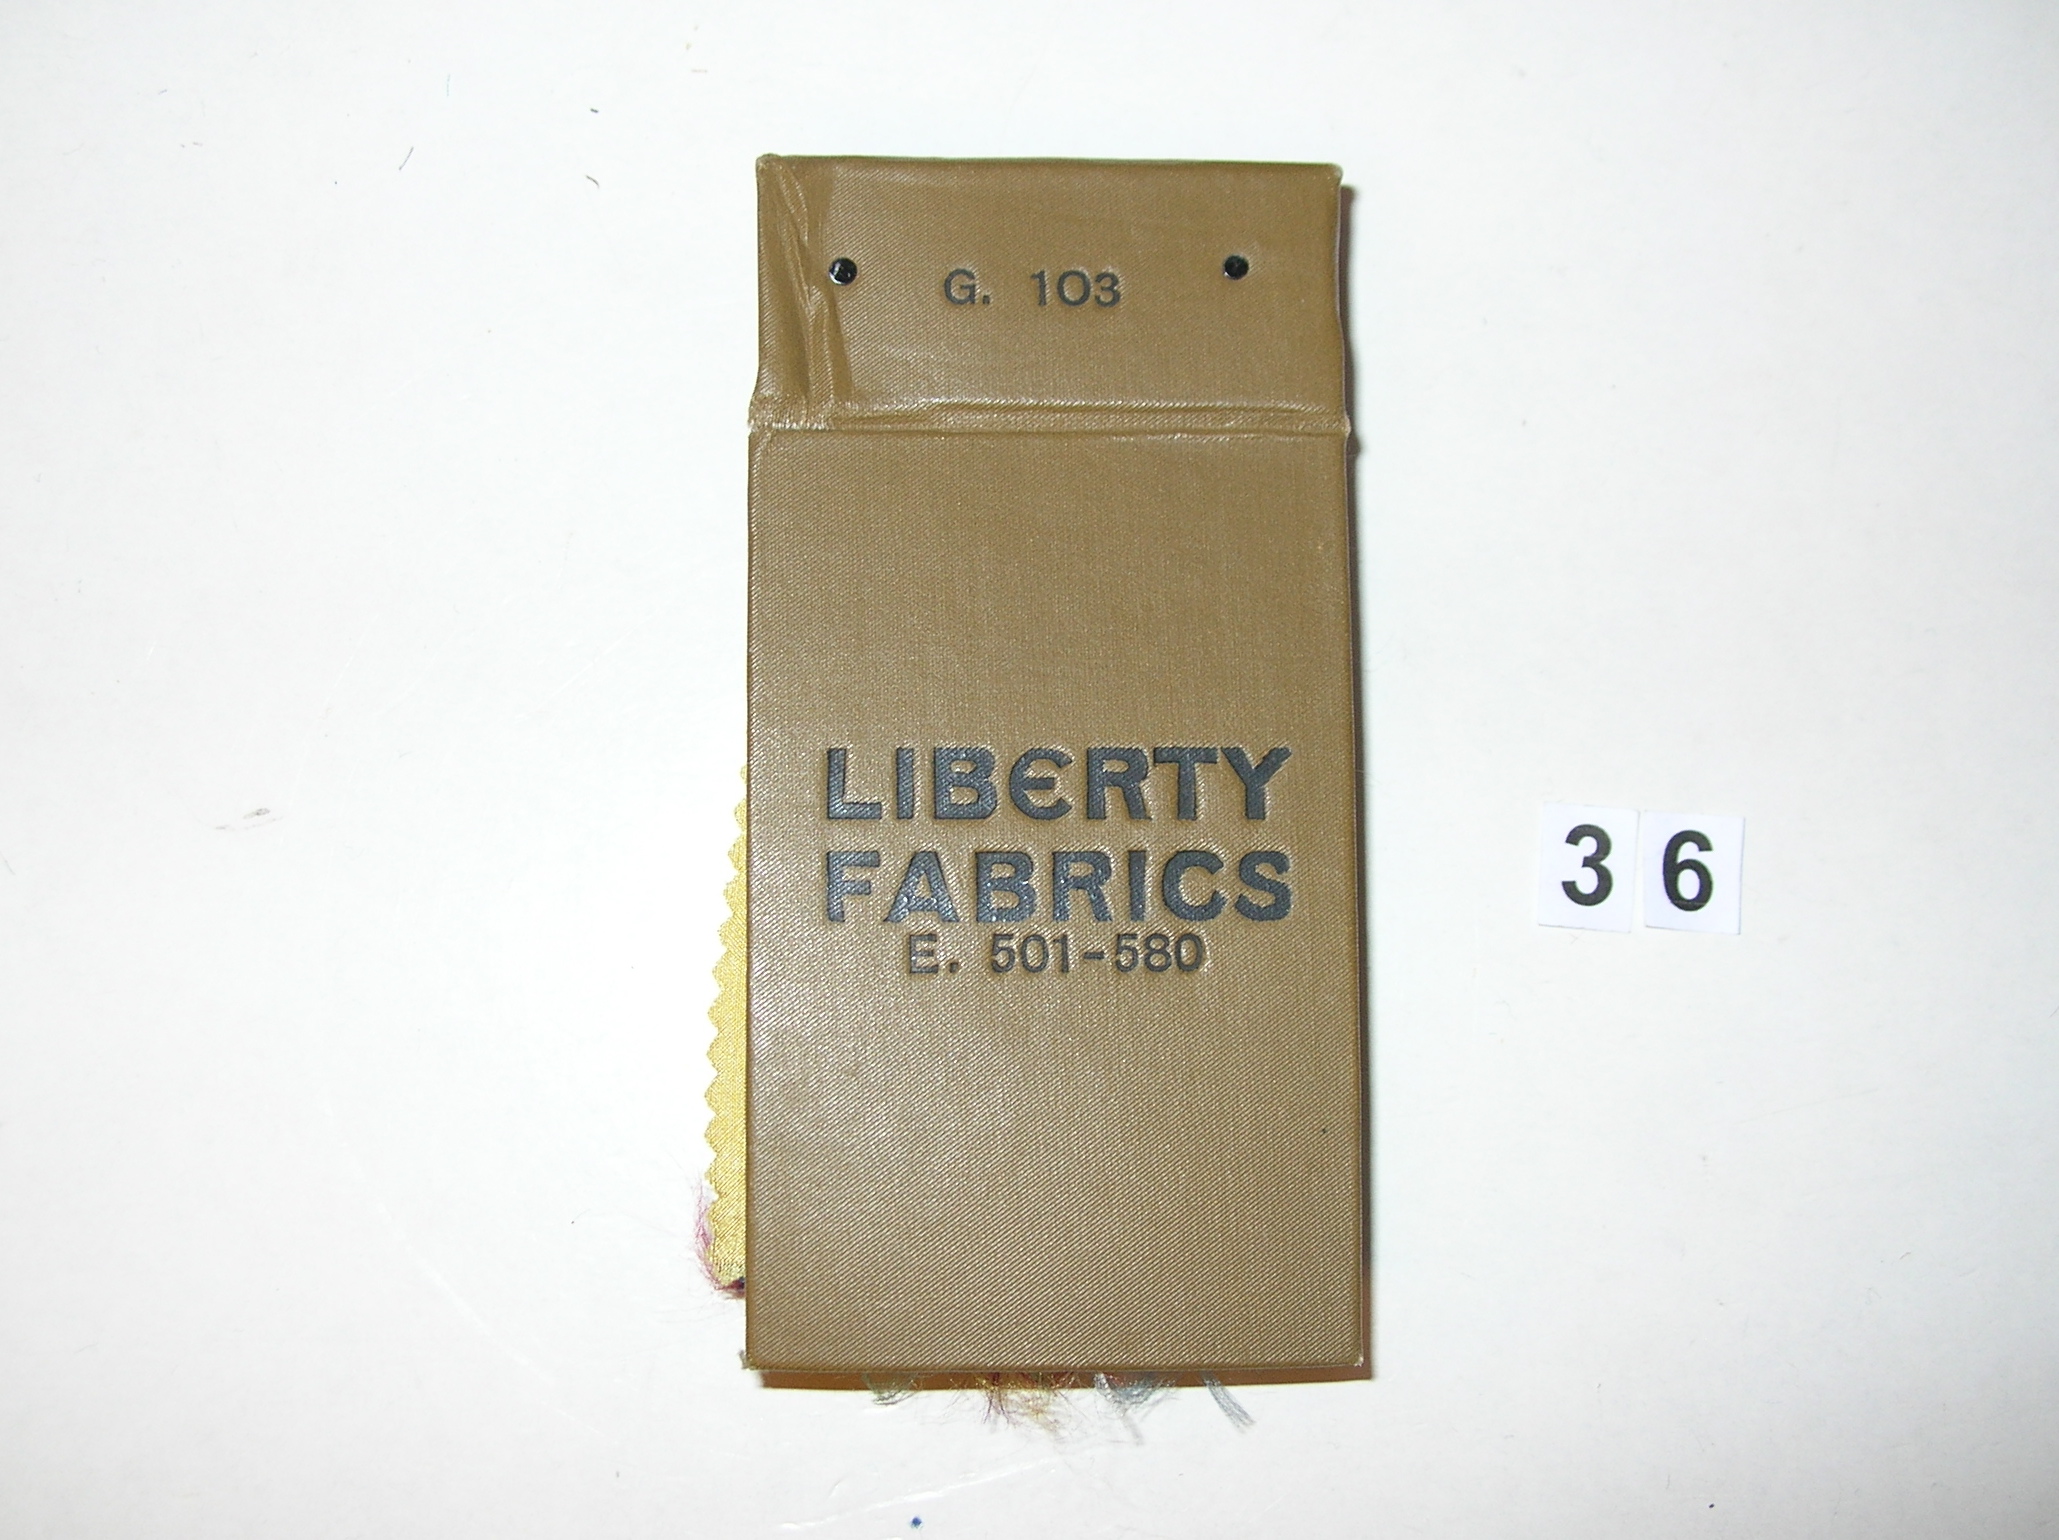 G. 103
LIBERTY
FABRICS
E. 501-580
36